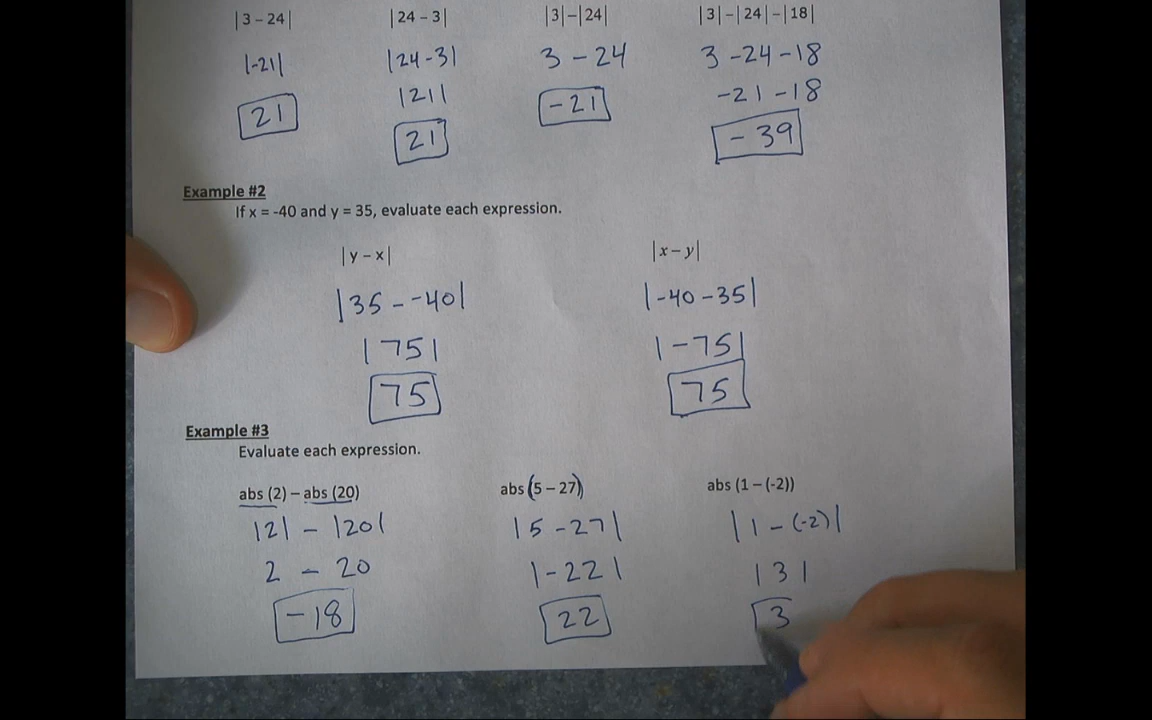 |3 – 24| |24 – 3| |3|–|24| |3|–|24|–|18|
|-21| |24-3| 3 - 24 3 -24 -18
21 |21| -21 -21 -18
21 -39
Example #2
If x = -40 and y = 35, evaluate each expression.
|y – x| |x – y|
|35 - -40| |-40 -35|
|75| |-75|
75 75
Example #3
Evaluate each expression.
abs (2) – abs (20) abs (5 – 27) abs (1 – (-2))
|2| - |20| |5 -27| |1 - (-2)|
2 - 20 |-22| |3|
-18 22 3